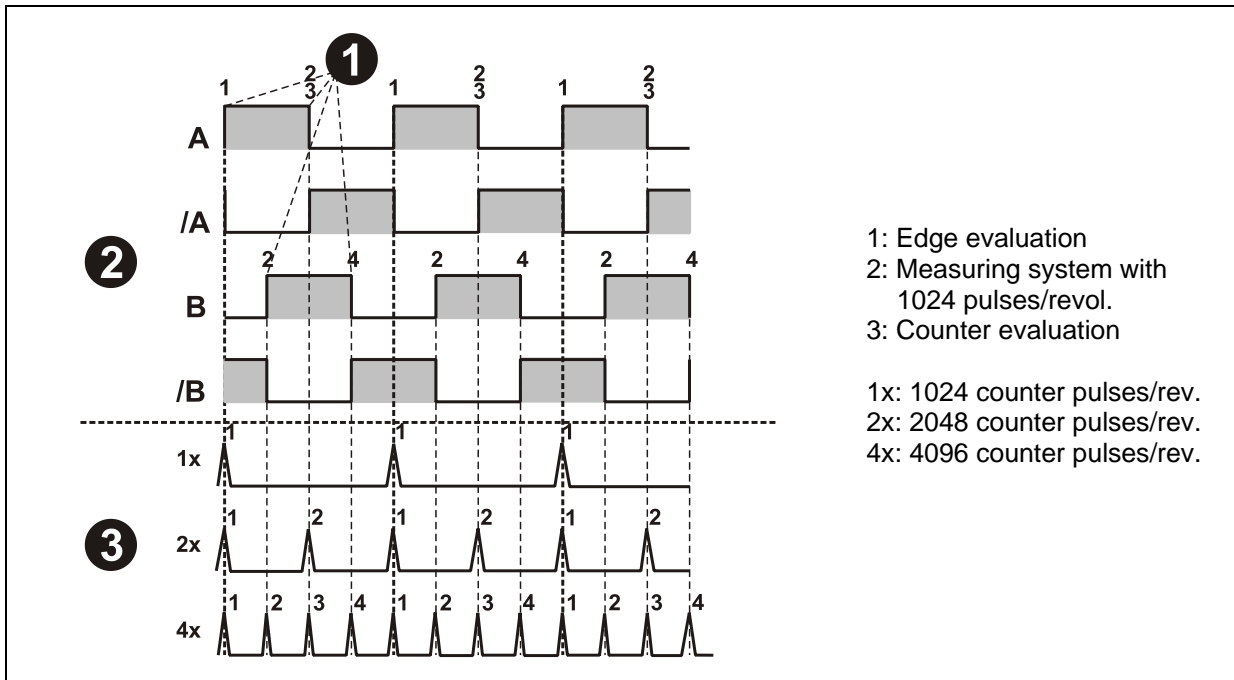 1
1 2 1 2 1 2
3 3 3
A
/A
2
2 4 2 4 2 4
B
/B
1 1 1
1x
1 2 1 2 1 2
3
2x
1 2 3 4 1 2 3 4 1 2 3 4
4x
1: Edge evaluation
2: Measuring system with
1024 pulses/revol.
3: Counter evaluation
1x: 1024 counter pulses/rev.
2x: 2048 counter pulses/rev.
4x: 4096 counter pulses/rev.